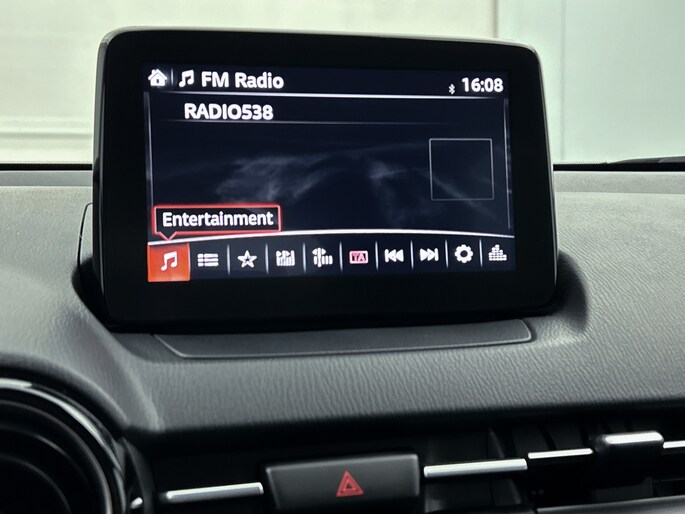 FM Radio 16:08
RADIO538
Entertainment
TA